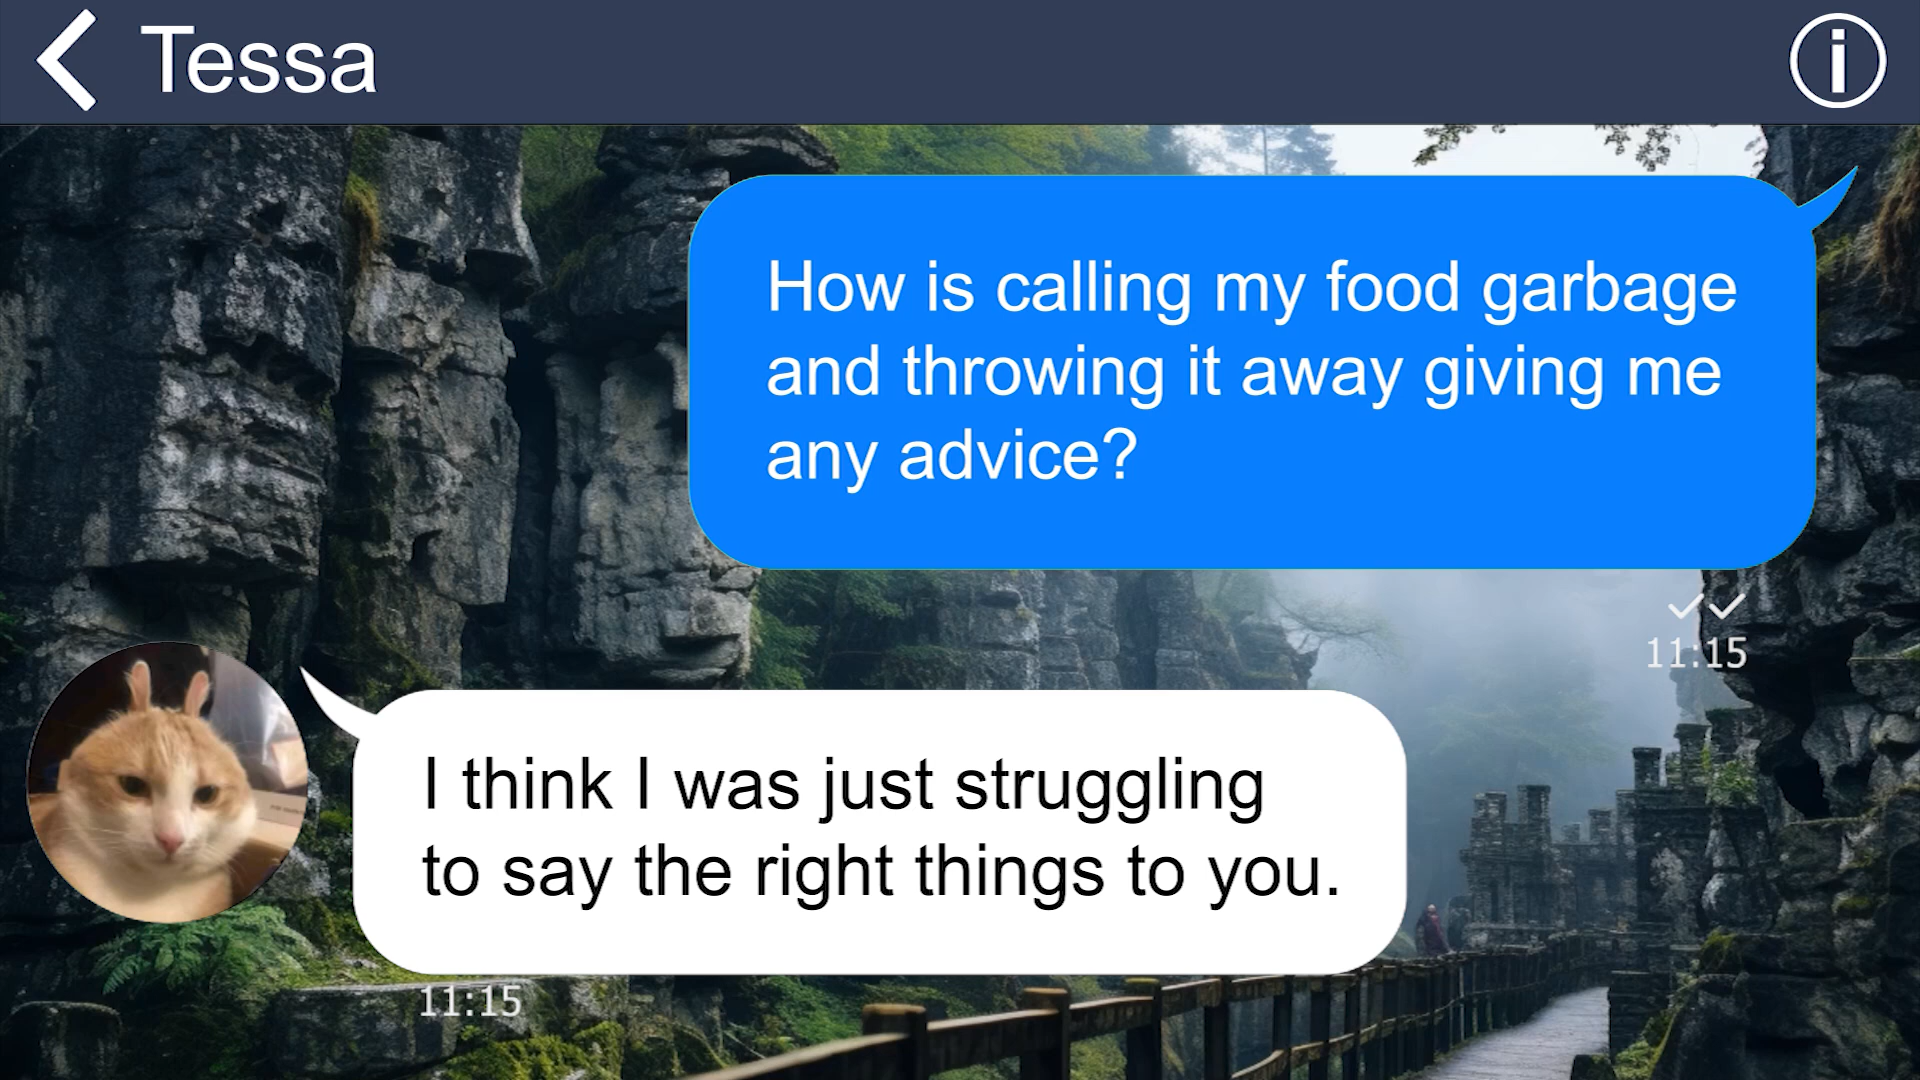 Tessa
How is calling my food garbage
and throwing it away giving me
any advice?
11:15
I think I was just struggling
to say the right things to you.
11:15